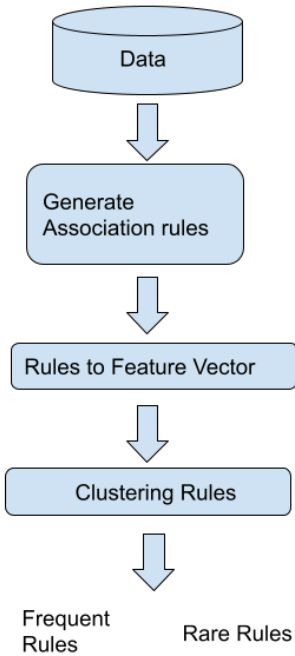 Data
Generate
Association rules
Rules to Feature Vector
Clustering Rules
Frequent
Rules
Rare Rules